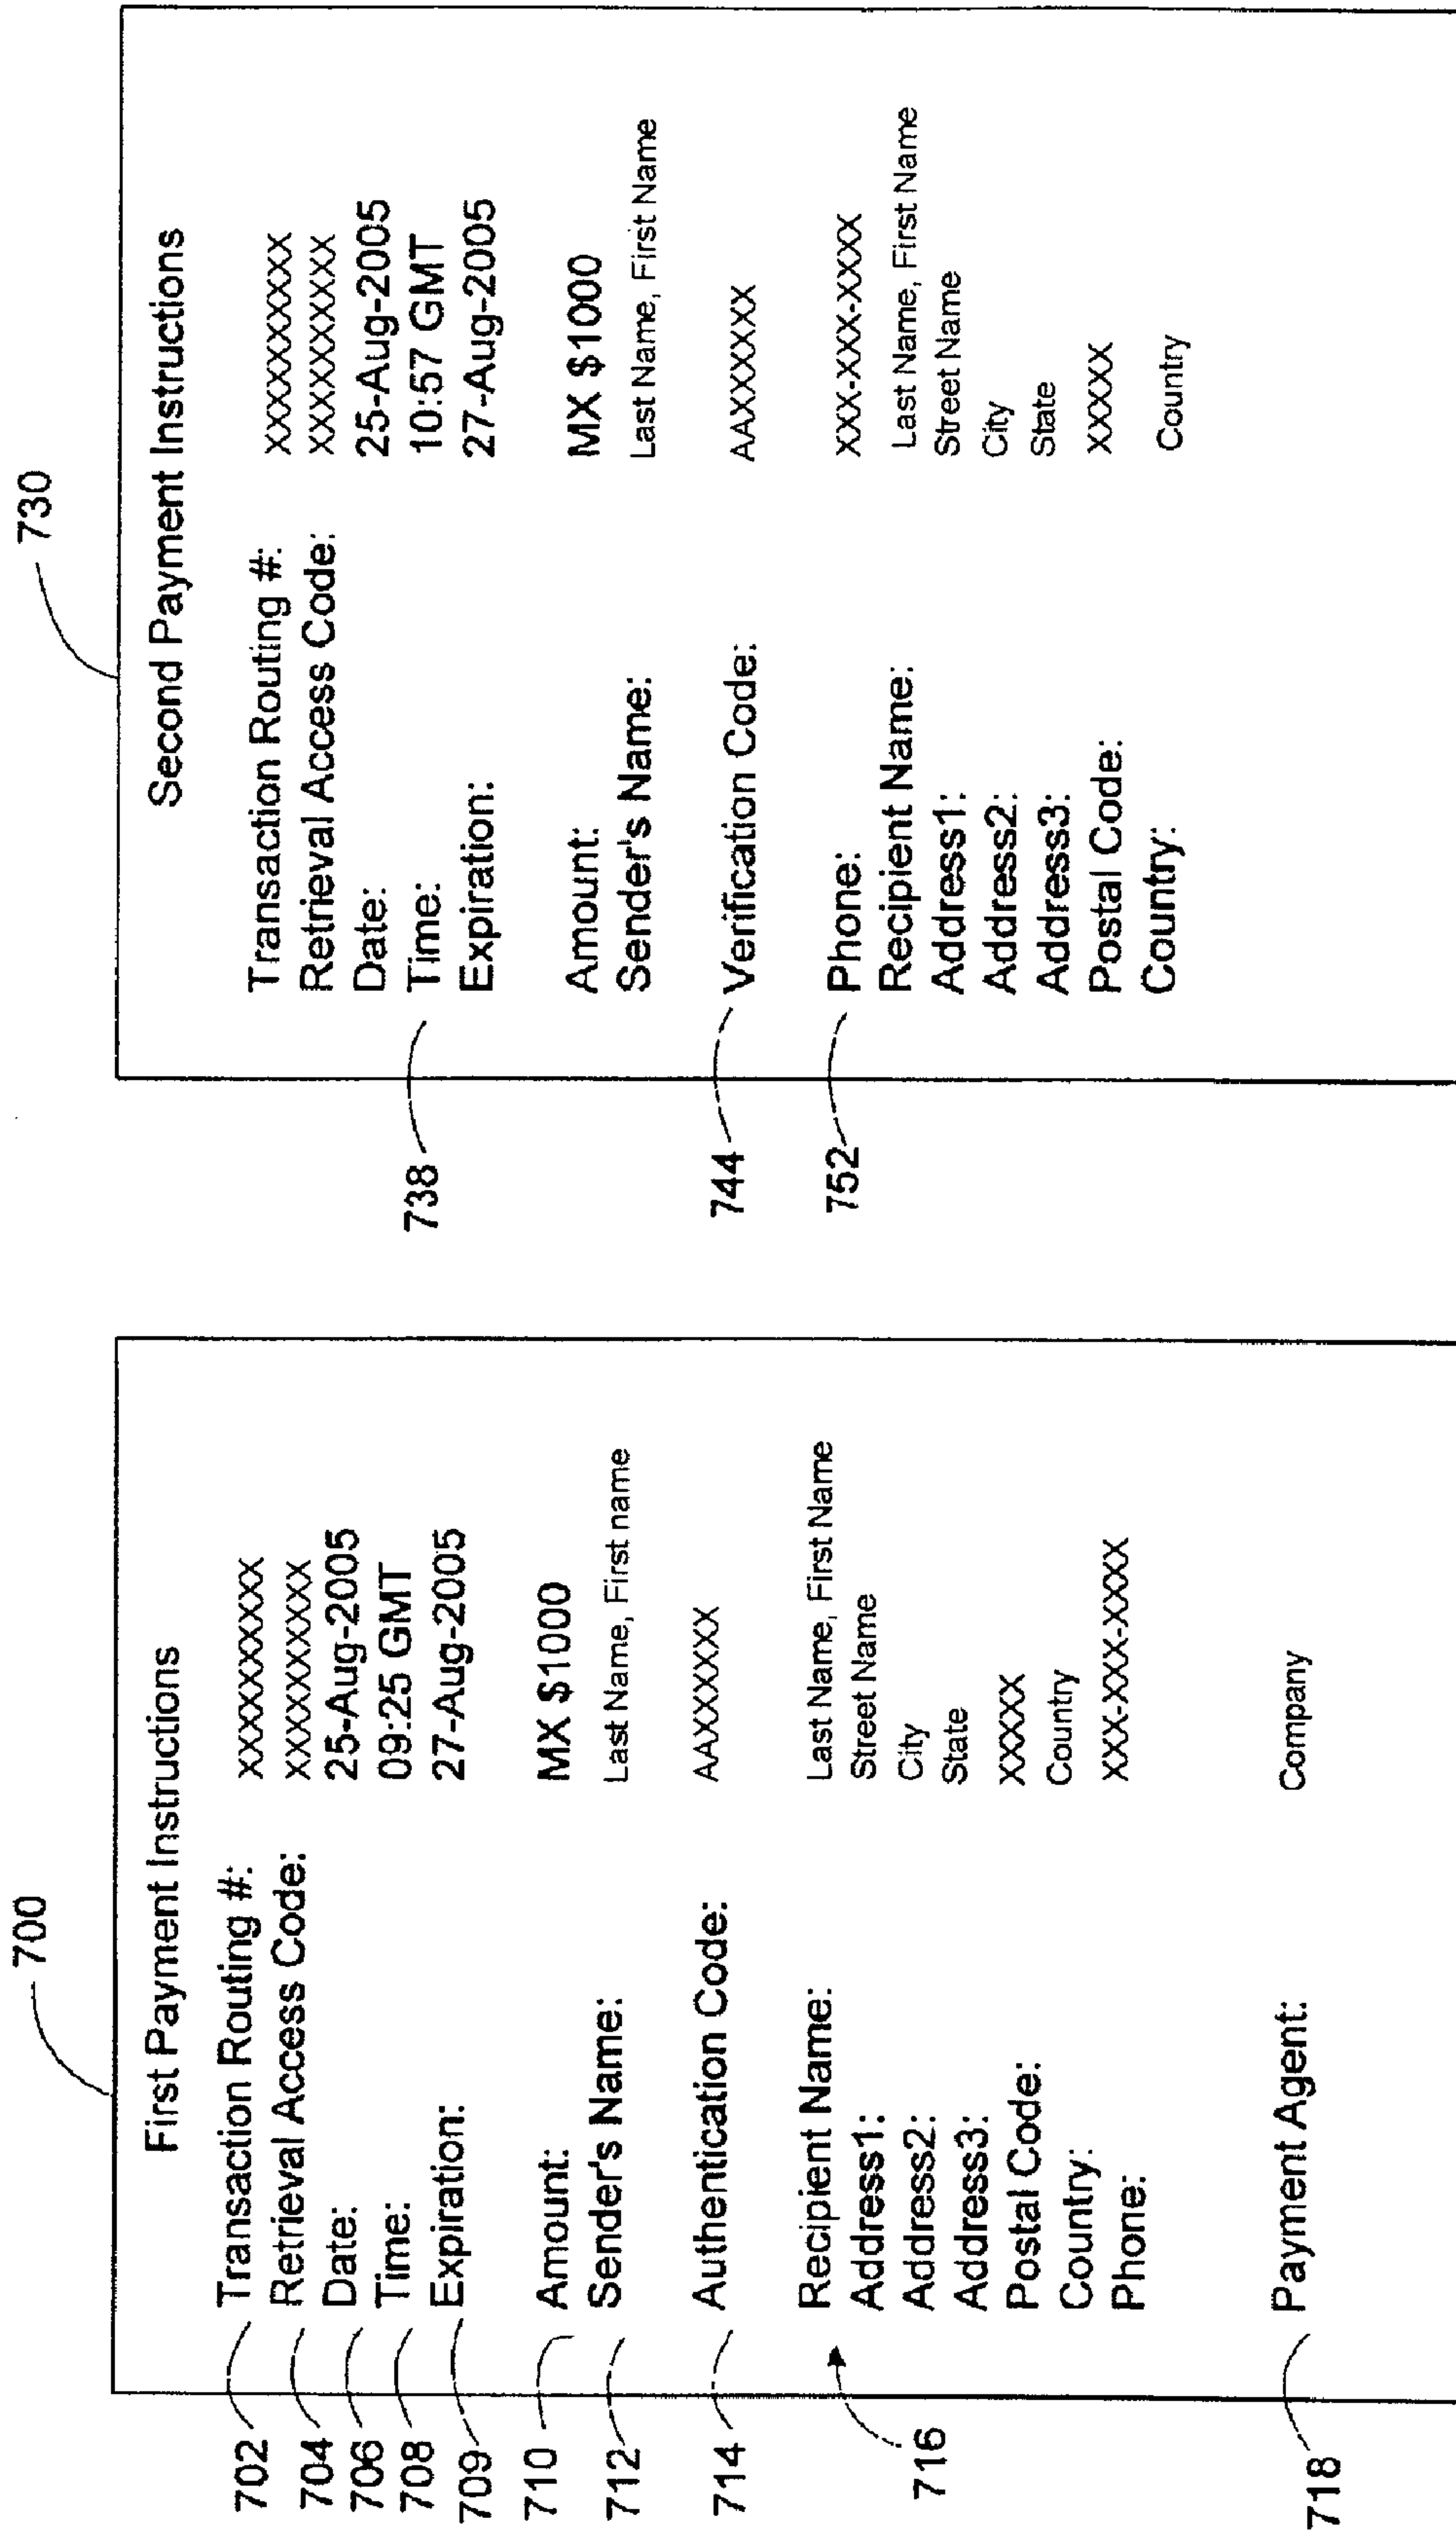 700
First Payment Instructions
702 Transaction Routing #: XXXXXXXXXX
704 Retrieval Access Code: XXXXXXXXXX
706 Date: 25-Aug-2005
708 Time: 09:25 GMT
709 Expiration: 27-Aug-2005
710 Amount: MX $1000
712 Sender's Name: Last Name, First name
714 Authentication Code: AAXXXXXX
716 Recipient Name: Last Name, First Name
Address1: Street Name
Address2: City
Address3: State
Postal Code: XXXXX
Country: Country
Phone: XXX-XXX-XXXX
718 Payment Agent: Company
730
Second Payment Instructions
Transaction Routing #: XXXXXXXXXX
Retrieval Access Code: XXXXXXXXXX
Date: 25-Aug-2005
738 Time: 10:57 GMT
Expiration: 27-Aug-2005
Amount: MX $1000
Sender's Name: Last Name, First Name
744 Verification Code: AAXXXXXX
752 Phone: XXX-XXX-XXXX
Recipient Name: Last Name, First Name
Address1: Street Name
Address2: City
Address3: State
Postal Code: XXXXX
Country: Country